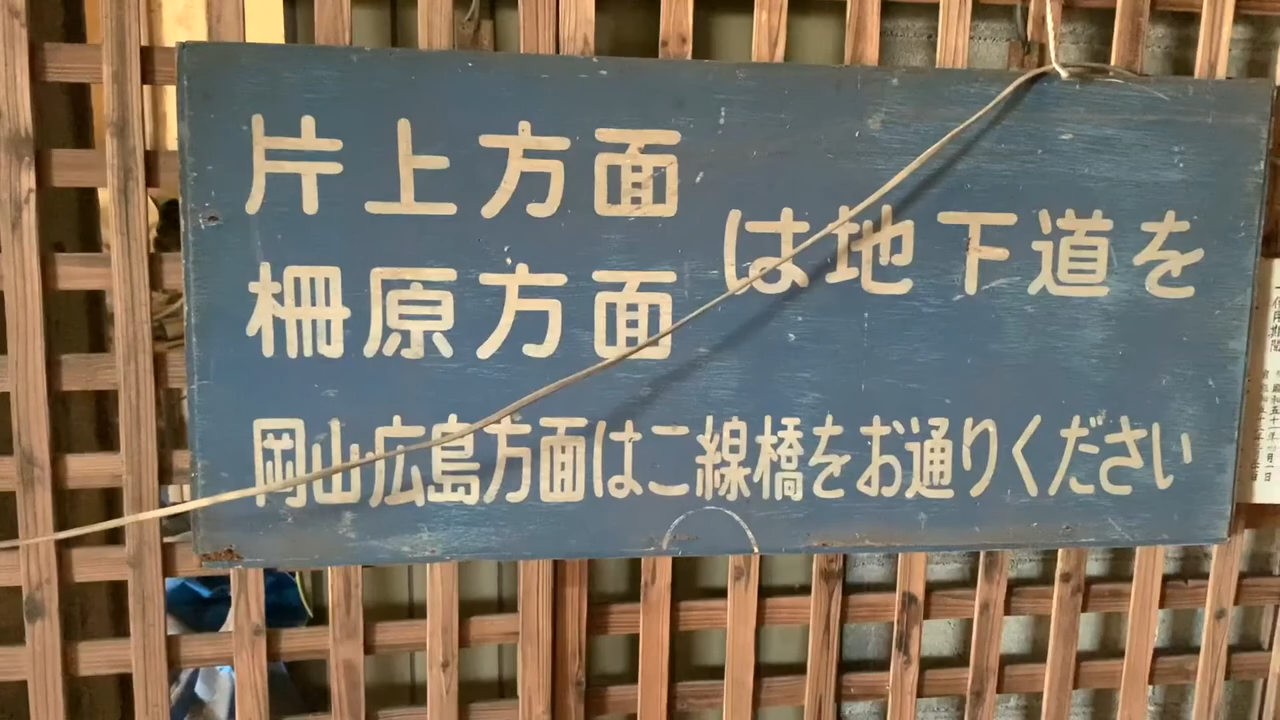 片上方面
柵原方面
は地下道を
岡山広島方面はこ線橋をお通りください